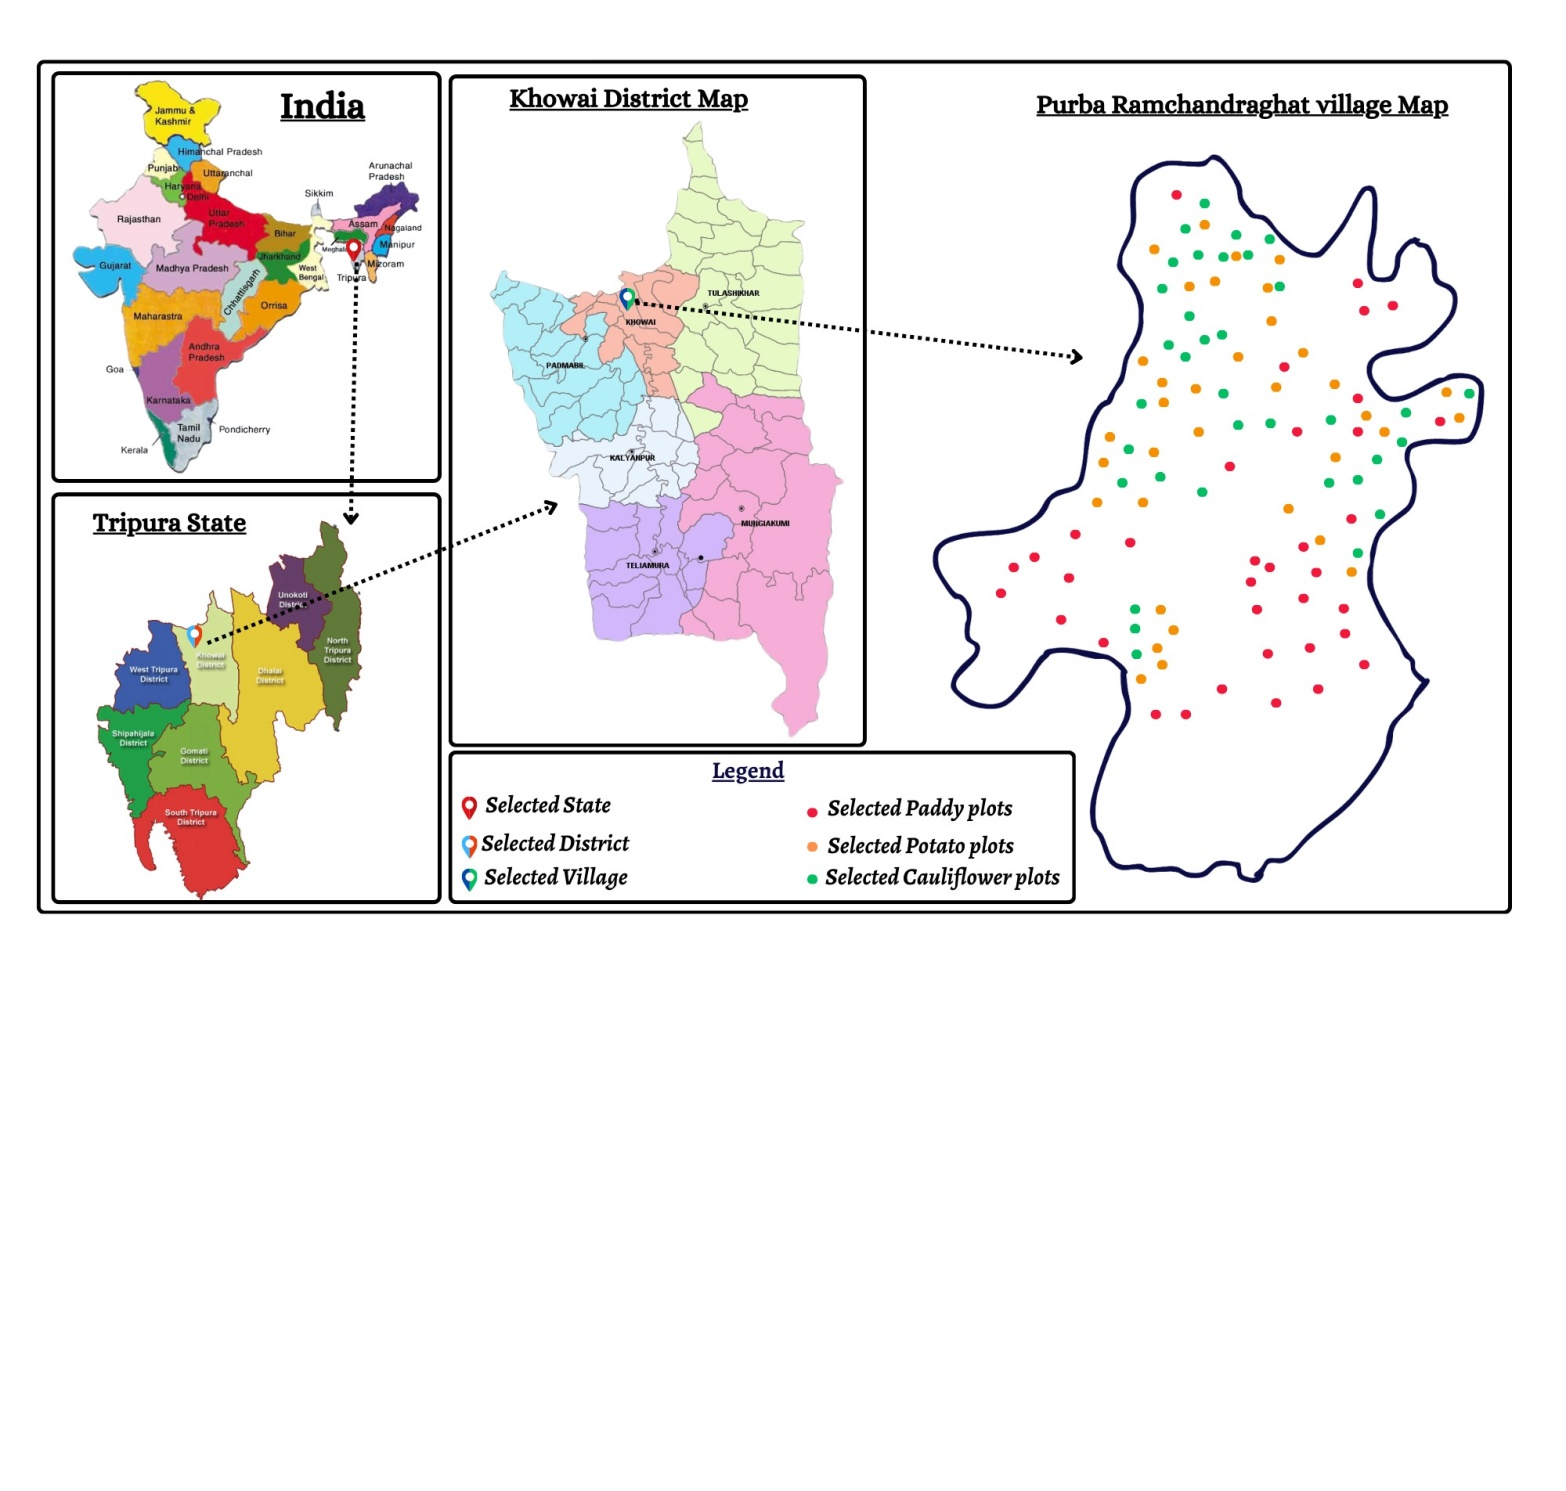 India
Jammu &
Kashmir
Himanchal Pradesh
Punjab
Uttaranchal
Haryana
Delhi
Arunachal
Pradesh
Sikkim
Rajasthan
Uttar
Pradesh
Assam
Nagaland
Bihar
Manipur
Gujarat
Madhya Pradesh
Jharkhand
West
Bengal
Tripura
Mizoram
Chhattisgarh
Orrisa
Maharastra
Andhra
Pradesh
Goa
Karnataka
Tamil
Nadu
Pondicherry
Kerala
Tripura State
Unokoti
District
North
Tripura
District
Khowai
District
West Tripura
District
Dhalai
District
Shipahijala
District
Gomati
District
South Tripura
District
Khowai District Map
TULASHIKHAR
KHOWAI
PADMABIL
KALYANPUR
MUNGIAKUMI
TELIAMURA
Purba Ramchandraghat village Map
Legend
Selected State
Selected District
Selected Village
Selected Paddy plots
Selected Potato plots
Selected Cauliflower plots